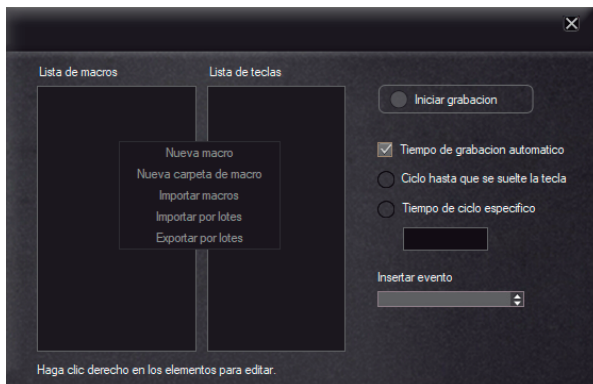 Lista de macros
Lista de teclas
Iniciar grabacion
Nueva macro
Nueva carpeta de macro
Importar macros
Importar por lotes
Exportar por lotes
Tiempo de grabacion automatico
Ciclo hasta que se suelte la tecla
Tiempo de ciclo especifico
Insertar evento
Haga clic derecho en los elementos para editar.